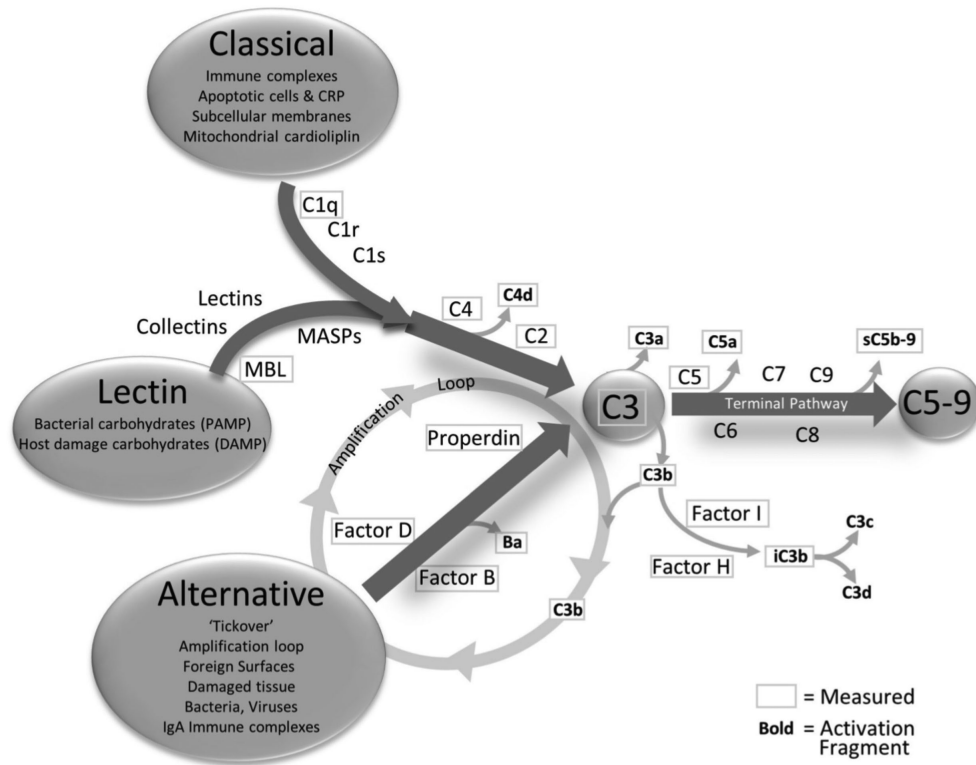 Classical
Immune complexes
Apoptotic cells & CRP
Subcellular membranes
Mitochondrial cardioliplin
C1q
C1r
C1s
Lectins
Collectins
MASPs
MBL
Lectin
Bacterial carbohydrates (PAMP)
Host damage carbohydrates (DAMP)
C4
C4d
C2
Amplification
Loop
Properdin
Factor D
Ba
Factor B
C3b
Alternative
'Tickover'
Amplification loop
Foreign Surfaces
Damaged tissue
Bacteria, Viruses
IgA Immune complexes
C3a
C3
C3b
Factor I
Factor H
iC3b
C3c
C3d
C5
C5a
C7
C9
sC5b-9
Terminal Pathway
C6
C8
C5-9
= Measured
Bold = Activation
Fragment